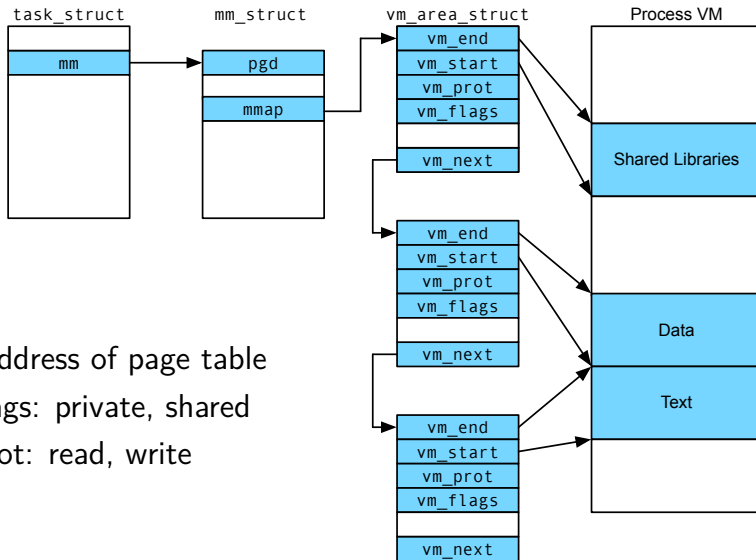 task_struct
mm
mm_struct
pgd
mmap
vm_area_struct
vm_end
vm_start
vm_prot
vm_flags
vm_next
vm_end
vm_start
vm_prot
vm_flags
vm_next
vm_end
vm_start
vm_prot
vm_flags
vm_next
Process VM
Shared Libraries
Data
Text
ddress of page table
gs: private, shared
ot: read, write